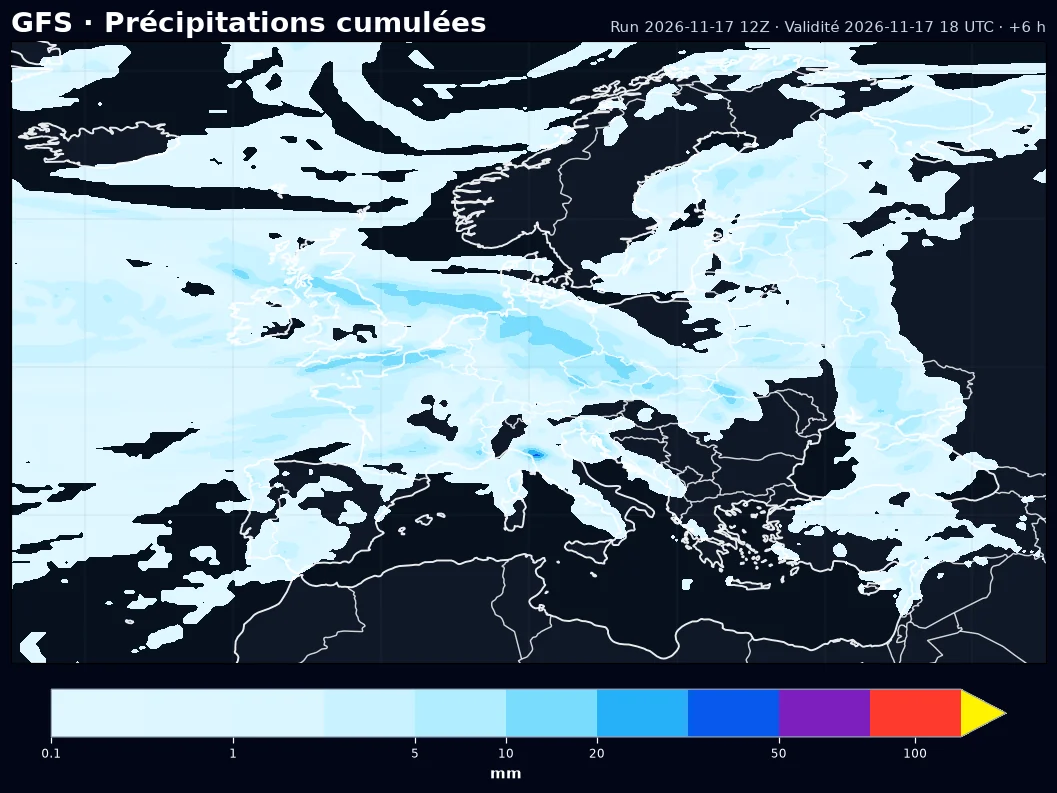 GFS · Précipitations cumulées
Run 2026-11-17 12Z · Validité 2026-11-17 18 UTC · +6 h
0.1 1 5 10 20 50 100
mm